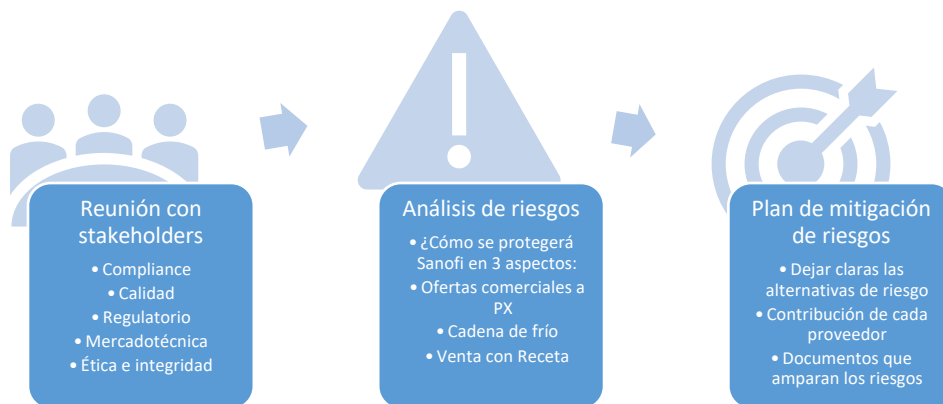 Reunión con
stakeholders
• Compliance
• Calidad
• Regulatorio
• Mercadotécnica
• Ética e integridad
Análisis de riesgos
• ¿Cómo se protegerá
Sanofi en 3 aspectos:
• Ofertas comerciales a
PX
• Cadena de frío
• Venta con Receta
Plan de mitigación
de riesgos
• Dejar claras las
alternativas de riesgo
• Contribución de cada
proveedor
• Documentos que
amparan los riesgos